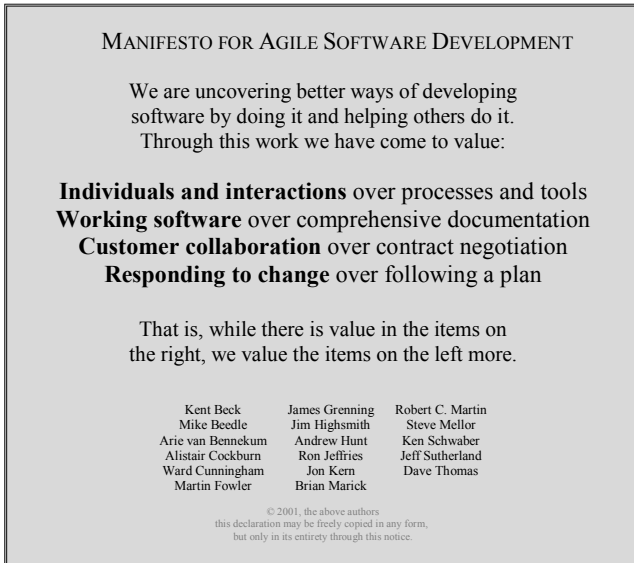 MANIFESTO FOR AGILE SOFTWARE DEVELOPMENT
We are uncovering better ways of developing
software by doing it and helping others do it.
Through this work we have come to value:
Individuals and interactions over processes and tools
Working software over comprehensive documentation
Customer collaboration over contract negotiation
Responding to change over following a plan
That is, while there is value in the items on
the right, we value the items on the left more.
Kent Beck
Mike Beedle
Arie van Bennekum
Alistair Cockburn
Ward Cunningham
Martin Fowler
James Grenning
Jim Highsmith
Andrew Hunt
Ron Jeffries
Jon Kern
Brian Marick
Robert C. Martin
Steve Mellor
Ken Schwaber
Jeff Sutherland
Dave Thomas
© 2001, the above authors
this declaration may be freely copied in any form,
but only in its entirety through this notice.